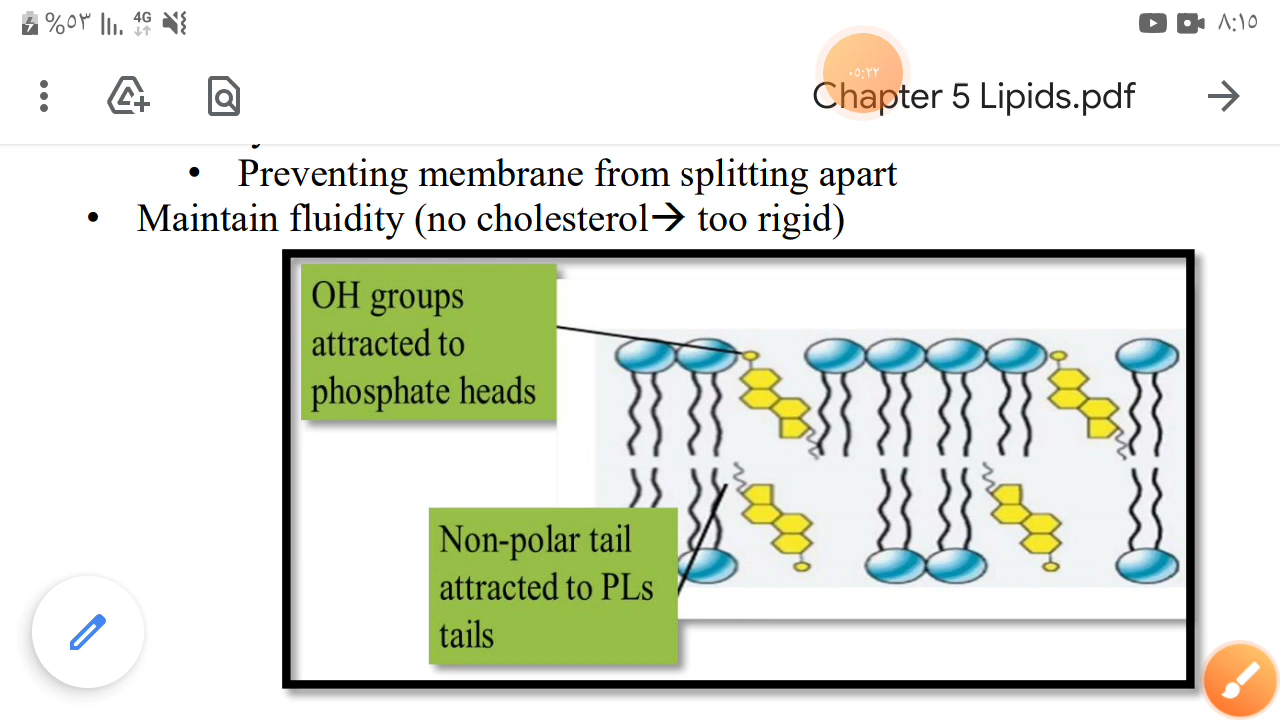 %٥٣ 4G ٨:١٥
٠٥:٢٢
Chapter 5 Lipids.pdf
• Preventing membrane from splitting apart
• Maintain fluidity (no cholesterol→ too rigid)
OH groups
attracted to
phosphate heads
Non-polar tail
attracted to PLs
tails